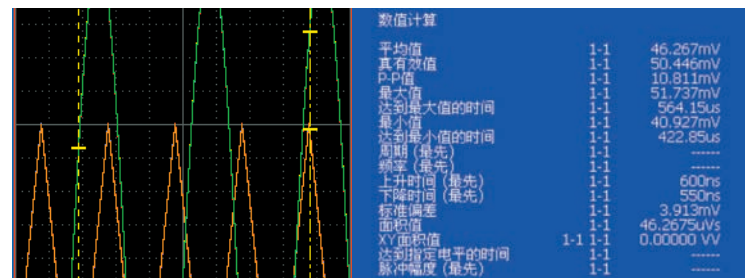 数值计算
平均值 1-1 46.267mV
真有效值 1-1 50.446mV
P-P值 1-1 10.811mV
最大值 1-1 51.737mV
达到最大值的时间 1-1 564.15us
最小值 1-1 40.927mV
达到最小值的时间 1-1 422.85us
周期 (最先) 1-1 ------
频率 (最先) 1-1 ------
上升时间 (最先) 1-1 600ns
下降时间 (最先) 1-1 550ns
标准偏差 1-1 3.913mV
面积值 1-1 46.2675uVs
XY面积值 1-1 1-1 0.00000 VV
达到指定电平的时间 1-1 ------
脉冲幅度 (最先) 1-1 ------